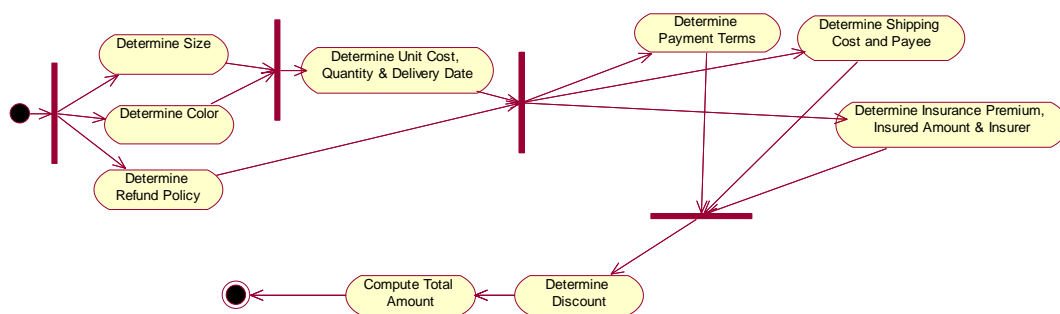 Determine Size
Determine Color
Determine
Refund Policy
Determine Unit Cost,
Quantity & Delivery Date
Determine
Payment Terms
Determine Shipping
Cost and Payee
Determine Insurance Premium,
Insured Amount & Insurer
Determine
Discount
Compute Total
Amount